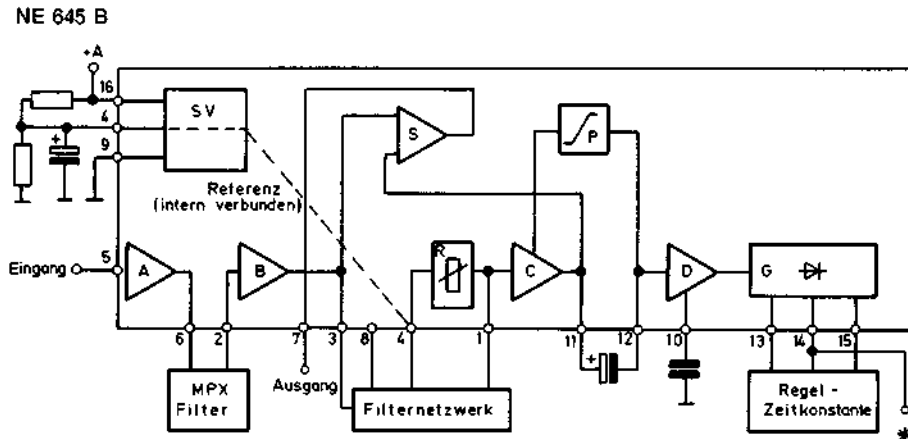 NE 645 B
+A
16
SV
4
9
+
Referenz
(intern verbunden)
S
P
Eingang
5
A
B
R
C
D
G
6
2
7
3
8
4
1
11
12
10
13
14
15
+
MPX
Filter
Ausgang
Filternetzwerk
Regel -
Zeitkonstante
*